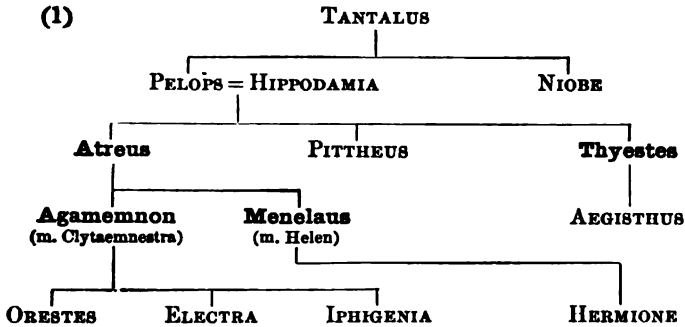 (1) TANTALUS
PELOPS = HIPPODAMIA NIOBE
Atreus PITTHEUS Thyestes
Agamemnon Menelaus AEGISTHUS
(m. Clytaemnestra) (m. Helen)
ORESTES ELECTRA IPHIGENIA HERMIONE